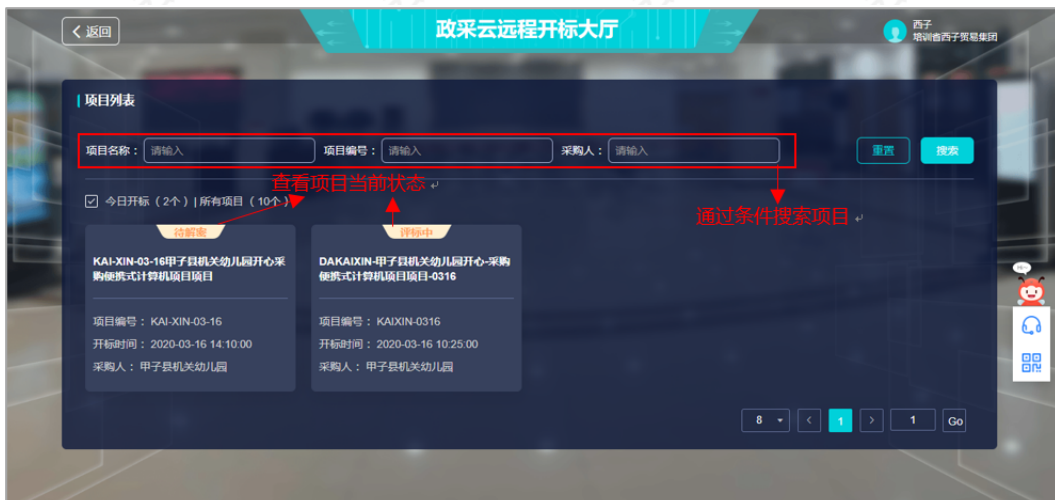 返回
政采云远程开标大厅
西子
培训者西子贸易集团
项目列表
项目名称： 请输入 项目编号： 请输入 采购人： 请输入 重置 搜索
查看项目当前状态
今日开标（2个）|所有项目（10个）
通过条件搜索项目
待解密
KAI-XIN-03-16甲子县机关幼儿园开心采
购便携式计算机项目项目
项目编号： KAI-XIN-03-16
开标时间： 2020-03-16 14:10:00
采购人： 甲子县机关幼儿园
评标中
DAKAIXIN-甲子县机关幼儿园开心-采购
便携式计算机项目项目-0316
项目编号： KAIXIN-0316
开标时间： 2020-03-16 10:25:00
采购人： 甲子县机关幼儿园
8 < 1 > 1 Go